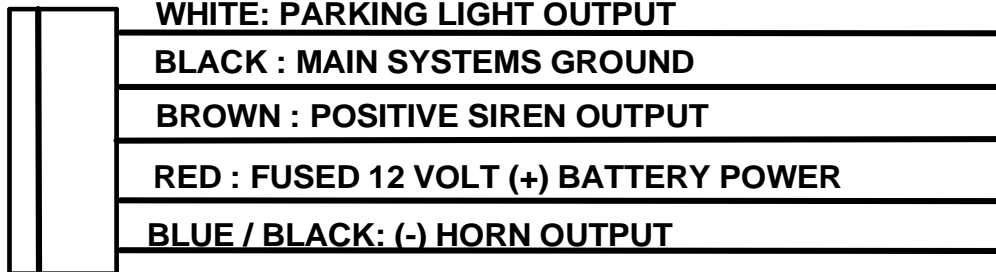 WHITE: PARKING LIGHT OUTPUT
BLACK : MAIN SYSTEMS GROUND
BROWN : POSITIVE SIREN OUTPUT
RED : FUSED 12 VOLT (+) BATTERY POWER
BLUE / BLACK: (-) HORN OUTPUT